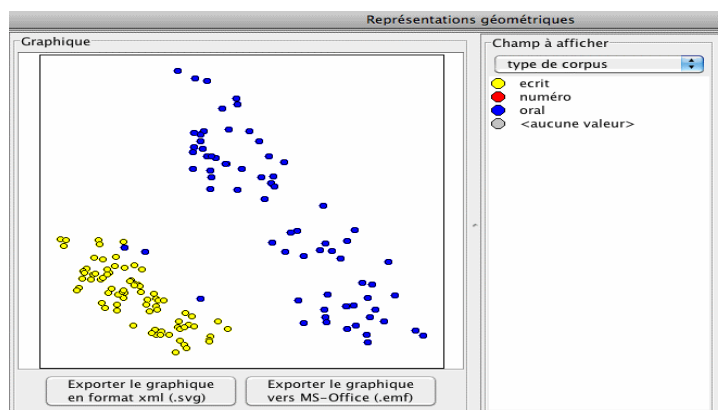 Représentations géométriques
Graphique
Champ à afficher
type de corpus
ecrit
numéro
oral
<aucune valeur>
Exporter le graphique
en format xml (.svg)
Exporter le graphique
vers MS-Office (.emf)